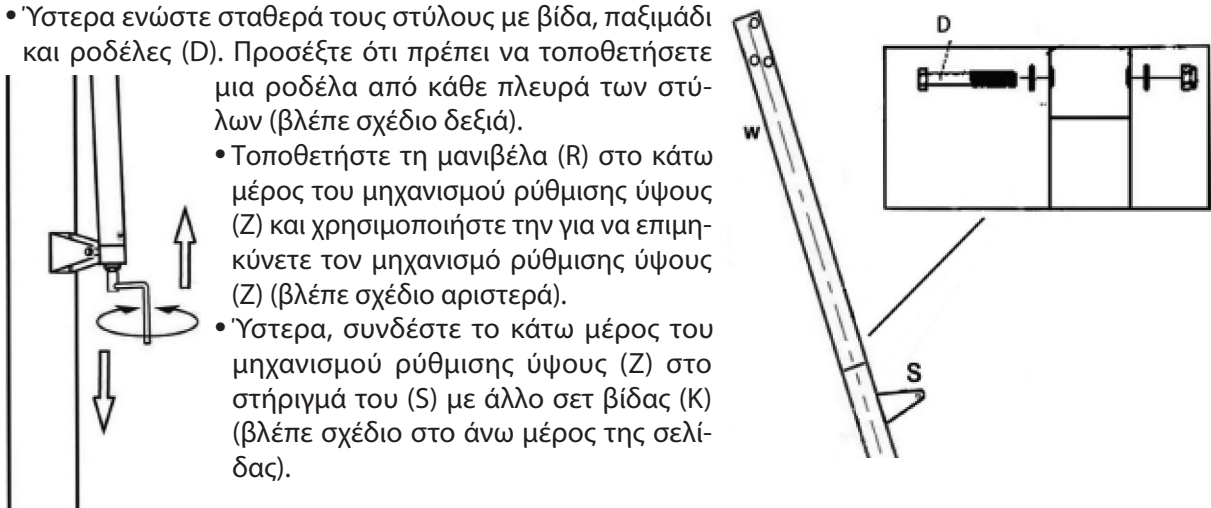 • Ύστερα ενώστε σταθερά τους στύλους με βίδα, παξιμάδι
και ροδέλες (D). Προσέξτε ότι πρέπει να τοποθετήσετε
μια ροδέλα από κάθε πλευρά των στύ-
λων (βλέπε σχέδιο δεξιά).
• Τοποθετήστε τη μανιβέλα (R) στο κάτω
μέρος του μηχανισμού ρύθμισης ύψους
(Z) και χρησιμοποιήστε την για να επιμη-
κύνετε τον μηχανισμό ρύθμισης ύψους
(Z) (βλέπε σχέδιο αριστερά).
• Ύστερα, συνδέστε το κάτω μέρος του
μηχανισμού ρύθμισης ύψους (Z) στο
στήριγμά του (S) με άλλο σετ βίδας (K)
(βλέπε σχέδιο στο άνω μέρος της σελί-
δας).
D
W
S